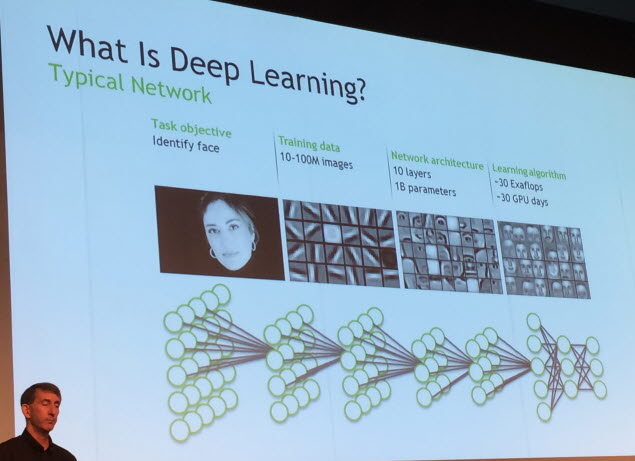 What Is Deep Learning?
Typical Network
Task objective
Identify face
Training data
10-100M images
Network architecture
10 layers
1B parameters
Learning algorithm
~30 Exaflops
~30 GPU days